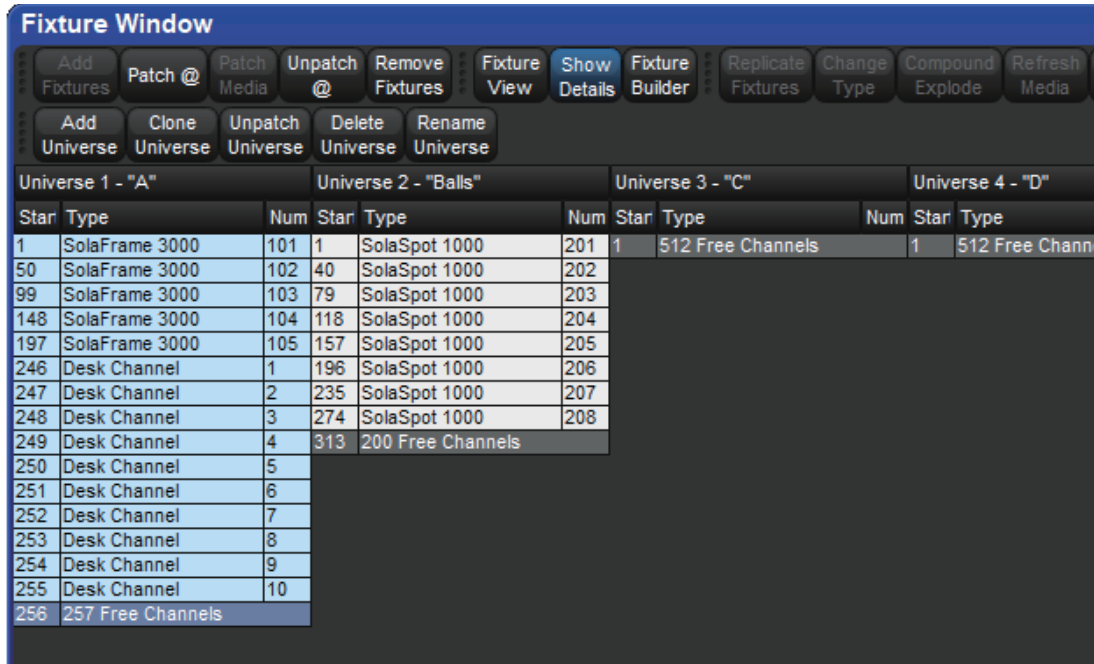 Fixture Window
Add Fixtures Patch @ Patch Media Unpatch @ Remove Fixtures Fixture View Show Details Fixture Builder Replicate Fixtures Change Type Compound Explode Refresh Media
Add Universe Clone Universe Unpatch Universe Delete Universe Rename Universe
Universe 1 - "A" Universe 2 - "Balls" Universe 3 - "C" Universe 4 - "D"
Star Type Num Star Type Num Star Type Num Star Type
1 SolaFrame 3000 101 1 SolaSpot 1000 201 1 512 Free Channels 1 512 Free Chann
50 SolaFrame 3000 102 40 SolaSpot 1000 202
99 SolaFrame 3000 103 79 SolaSpot 1000 203
148 SolaFrame 3000 104 118 SolaSpot 1000 204
197 SolaFrame 3000 105 157 SolaSpot 1000 205
246 Desk Channel 1 196 SolaSpot 1000 206
247 Desk Channel 2 235 SolaSpot 1000 207
248 Desk Channel 3 274 SolaSpot 1000 208
249 Desk Channel 4 313 200 Free Channels
250 Desk Channel 5
251 Desk Channel 6
252 Desk Channel 7
253 Desk Channel 8
254 Desk Channel 9
255 Desk Channel 10
256 257 Free Channels